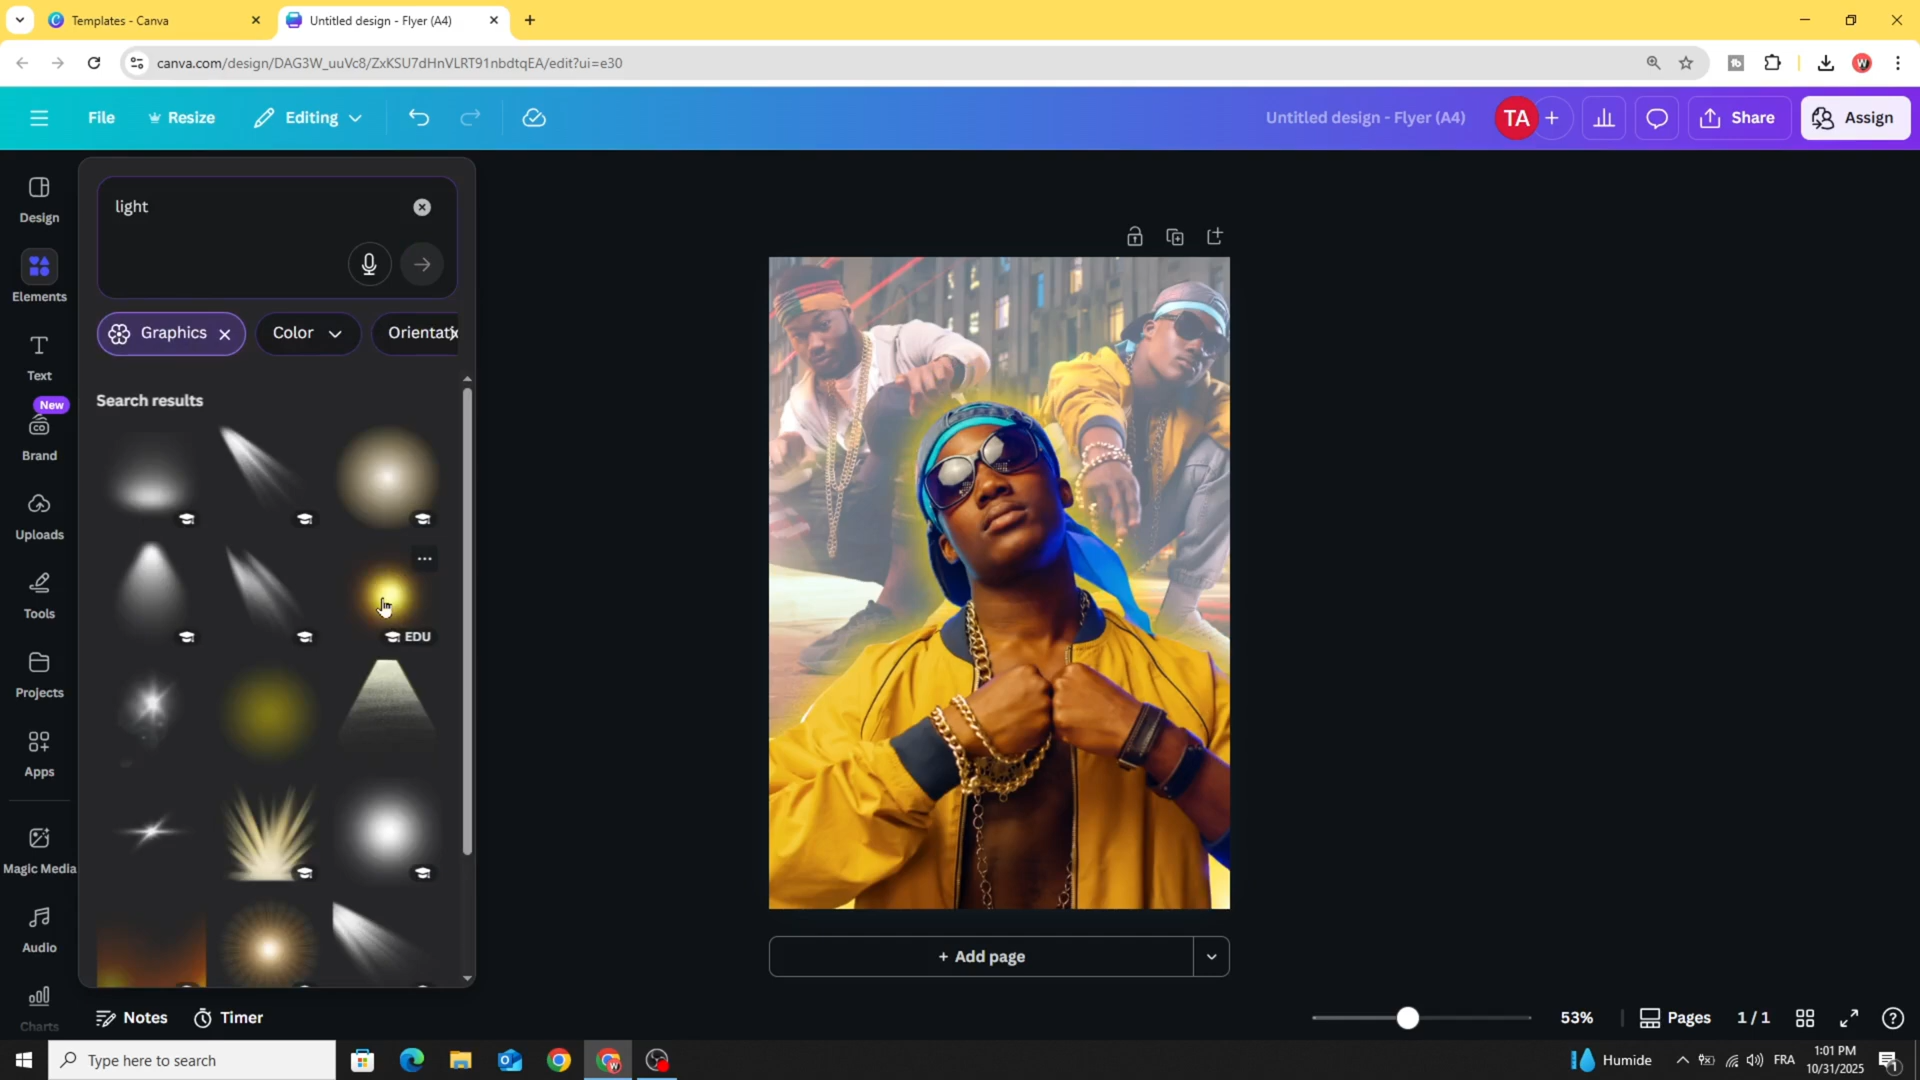 Templates - Canva
Untitled design - Flyer (A4)
canva.com/design/DAG3W_uuVc8/ZxKSU7dHnVLRT91nbdtqEA/edit?ui=e30
File
Resize
Editing
Untitled design - Flyer (A4)
TA
Share
Assign
Design
Elements
Text
New
Brand
Uploads
Tools
Projects
Apps
Magic Media
Audio
Charts
light
Graphics
Color
Search results
EDU
+ Add page
Notes
Timer
53%
Pages
1 / 1
Type here to search
Humide
FRA
1:01 PM
10/31/2025
1